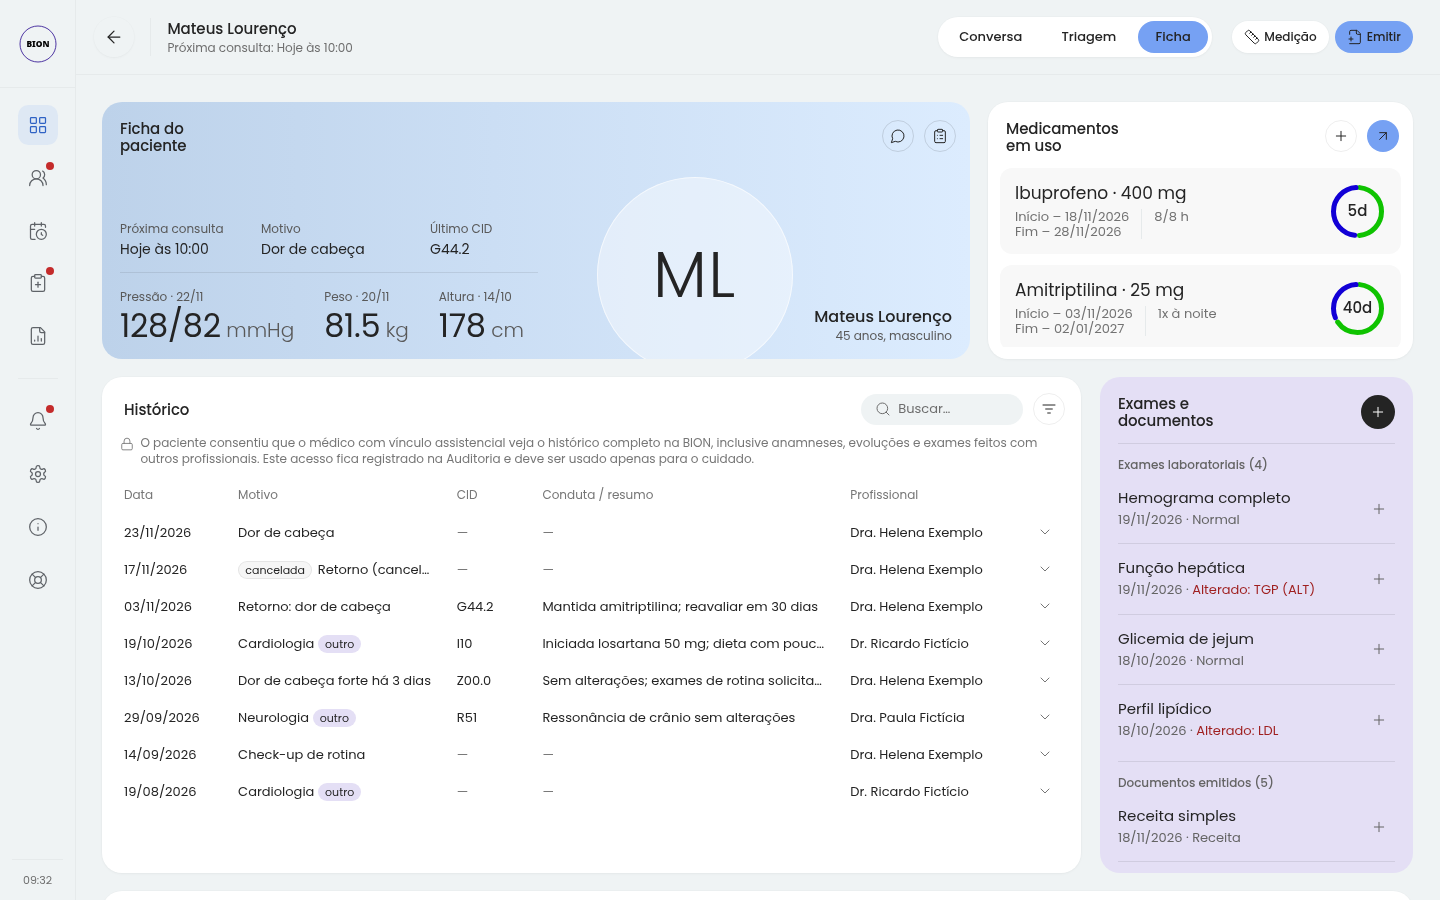 BION
Mateus Lourenço
Próxima consulta: Hoje às 10:00
Conversa
Triagem
Ficha
Medição
Emitir
Ficha do
paciente
Próxima consulta
Motivo
Último CID
Hoje às 10:00
Dor de cabeça
G44.2
Pressão · 22/11
Peso · 20/11
Altura · 14/10
128/82 mmHg
81.5 kg
178 cm
ML
Mateus Lourenço
45 anos, masculino
Medicamentos
em uso
Ibuprofeno · 400 mg
Início – 18/11/2026
8/8 h
Fim – 28/11/2026
5d
Amitriptilina · 25 mg
Início – 03/11/2026
1x à noite
Fim – 02/01/2027
40d
Histórico
Buscar...
O paciente consentiu que o médico com vínculo assistencial veja o histórico completo na BION, inclusive anamneses, evoluções e exames feitos com
outros profissionais. Este acesso fica registrado na Auditoria e deve ser usado apenas para o cuidado.
Data Motivo CID Conduta / resumo Profissional
23/11/2026 Dor de cabeça — — Dra. Helena Exemplo
17/11/2026 cancelada Retorno (cancel... — — Dra. Helena Exemplo
03/11/2026 Retorno: dor de cabeça G44.2 Mantida amitriptilina; reavaliar em 30 dias Dra. Helena Exemplo
19/10/2026 Cardiologia outro I10 Iniciada losartana 50 mg; dieta com pouc... Dr. Ricardo Fictício
13/10/2026 Dor de cabeça forte há 3 dias Z00.0 Sem alterações; exames de rotina solicita... Dra. Helena Exemplo
29/09/2026 Neurologia outro R51 Ressonância de crânio sem alterações Dra. Paula Fictícia
14/09/2026 Check-up de rotina — — Dra. Helena Exemplo
19/08/2026 Cardiologia outro — — Dr. Ricardo Fictício
Exames e
documentos
Exames laboratoriais (4)
Hemograma completo
19/11/2026 · Normal
Função hepática
19/11/2026 · Alterado: TGP (ALT)
Glicemia de jejum
18/10/2026 · Normal
Perfil lipídico
18/10/2026 · Alterado: LDL
Documentos emitidos (5)
Receita simples
18/11/2026 · Receita
09:32